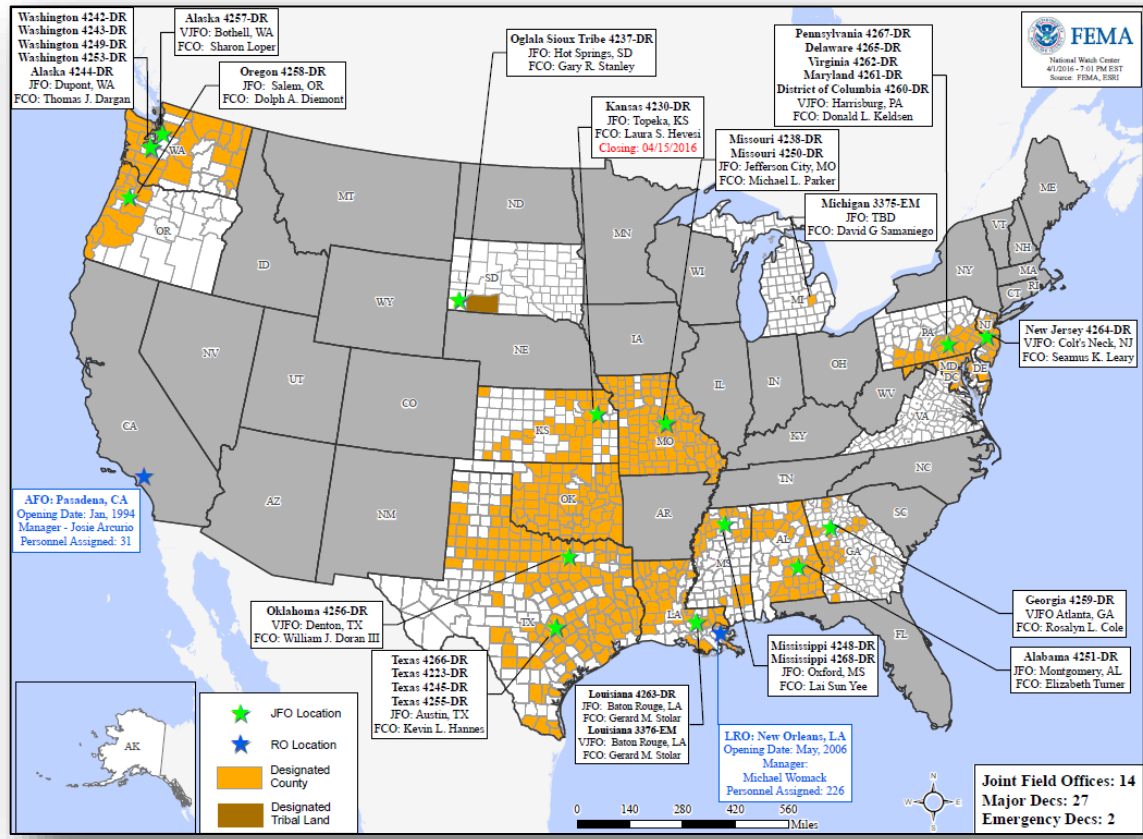 Washington 4242-DR
Washington 4243-DR
Washington 4249-DR
Washington 4253-DR
Alaska 4244-DR
JFO: Dupont, WA
FCO: Thomas J. Dargan
Alaska 4257-DR
VJFO: Bothell, WA
FCO: Sharon Loper
Oregon 4258-DR
JFO: Salem, OR
FCO: Dolph A. Diemont
Oglala Sioux Tribe 4237-DR
JFO: Hot Springs, SD
FCO: Gary R. Stanley
Kansas 4230-DR
JFO: Topeka, KS
FCO: Laura S. Hevesi
Closing: 04/15/2016
Missouri 4238-DR
Missouri 4250-DR
JFO: Jefferson City, MO
FCO: Michael L. Parker
Pennsylvania 4267-DR
Delaware 4265-DR
Virginia 4262-DR
Maryland 4261-DR
District of Columbia 4260-DR
VJFO: Harrisburg, PA
FCO: Donald L. Keldsen
Michigan 3375-EM
JFO: TBD
FCO: David G Samaniego
FEMA
National Watch Center
4/1/2016 - 7:01 PM EST
Source: FEMA, ESRI
New Jersey 4264-DR
VJFO: Colt's Neck, NJ
FCO: Seamus K. Leary
WA
OR
MT
ID
WY
ND
SD
MN
WI
MI
NE
IA
NV
UT
CO
CA
AZ
NM
KS
MO
OK
AR
TX
LA
MS
AL
GA
FL
SC
NC
TN
KY
VA
WV
OH
IN
IL
PA
NY
NJ
MD
DC
DE
CT
RI
MA
NH
VT
ME
AK
AFO: Pasadena, CA
Opening Date: Jan, 1994
Manager - Josie Arcurio
Personnel Assigned: 31
Oklahoma 4256-DR
VJFO: Denton, TX
FCO: William J. Doran III
Texas 4266-DR
Texas 4223-DR
Texas 4245-DR
Texas 4255-DR
JFO: Austin, TX
FCO: Kevin L. Hannes
Louisiana 4263-DR
JFO: Baton Rouge, LA
FCO: Gerard M. Stolar
Louisiana 3376-EM
VJFO: Baton Rouge, LA
FCO: Gerard M. Stolar
Mississippi 4248-DR
Mississippi 4268-DR
JFO: Oxford, MS
FCO: Lai Sun Yee
LRO: New Orleans, LA
Opening Date: May, 2006
Manager:
Michael Womack
Personnel Assigned: 226
Georgia 4259-DR
VJFO Atlanta, GA
FCO: Rosalyn L. Cole
Alabama 4251-DR
JFO: Montgomery, AL
FCO: Elizabeth Turner
JFO Location
RO Location
Designated
County
Designated
Tribal Land
0 140 280 420 560
Miles
N
W E
S
Joint Field Offices: 14
Major Decs: 27
Emergency Decs: 2